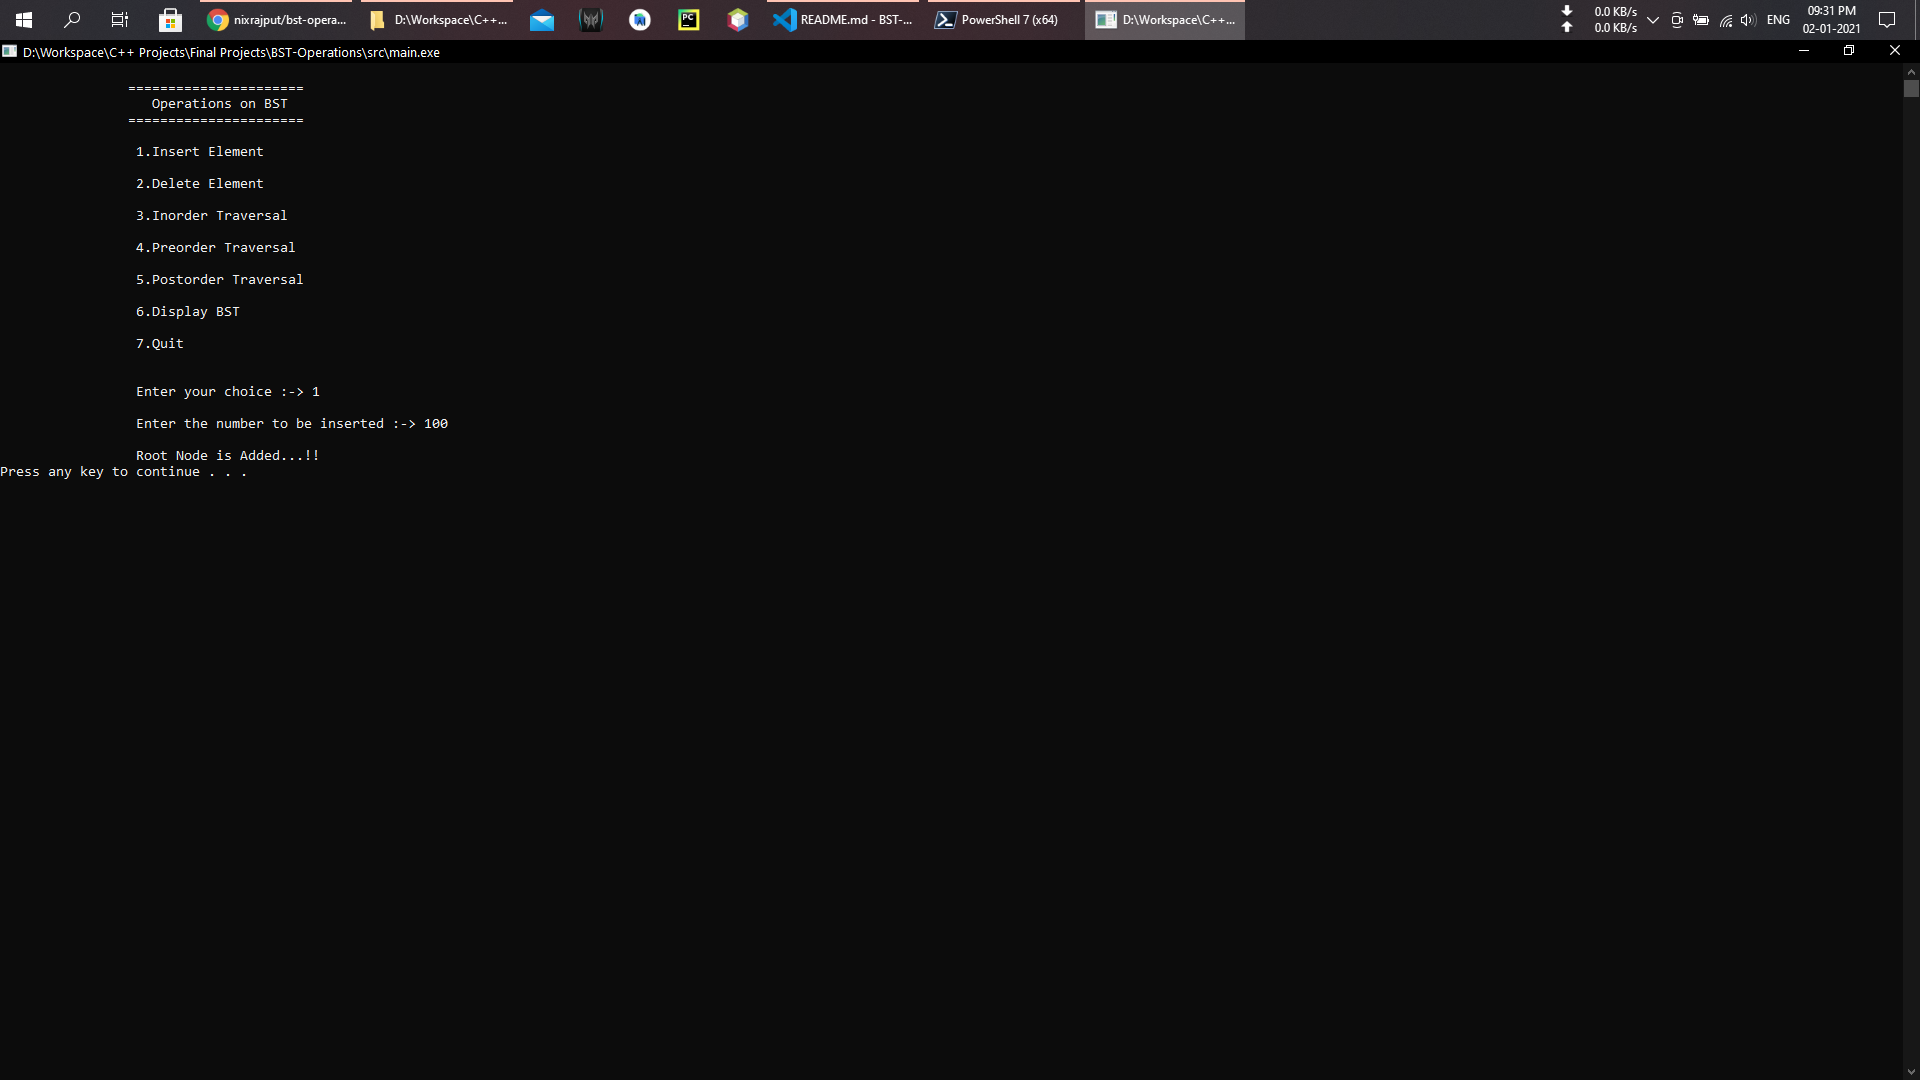 nixrajput/bst-opera...
D:\Workspace\C++...
PC
README.md - BST-...
PowerShell 7 (x64)
D:\Workspace\C++...
0.0 KB/s
0.0 KB/s
ENG
09:31 PM
02-01-2021
D:\Workspace\C++ Projects\Final Projects\BST-Operations\src\main.exe
======================
Operations on BST
======================
1.Insert Element
2.Delete Element
3.Inorder Traversal
4.Preorder Traversal
5.Postorder Traversal
6.Display BST
7.Quit
Enter your choice :-> 1
Enter the number to be inserted :-> 100
Root Node is Added...!!
Press any key to continue . . .